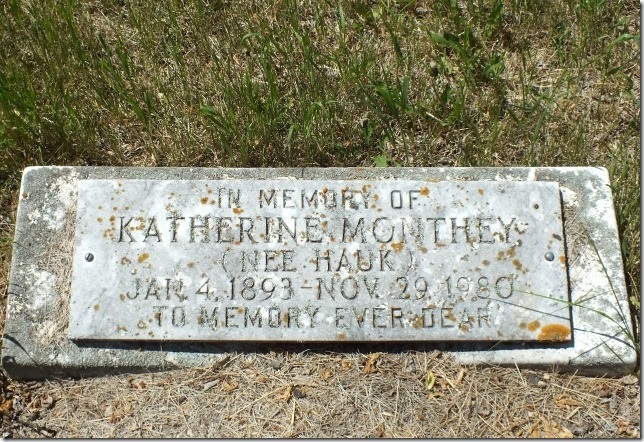 IN MEMORY OF
KATHERINE MONTHEY
(NEE HAUK)
JAN. 4, 1893 - NOV. 29, 1980
TO MEMORY EVER DEAR